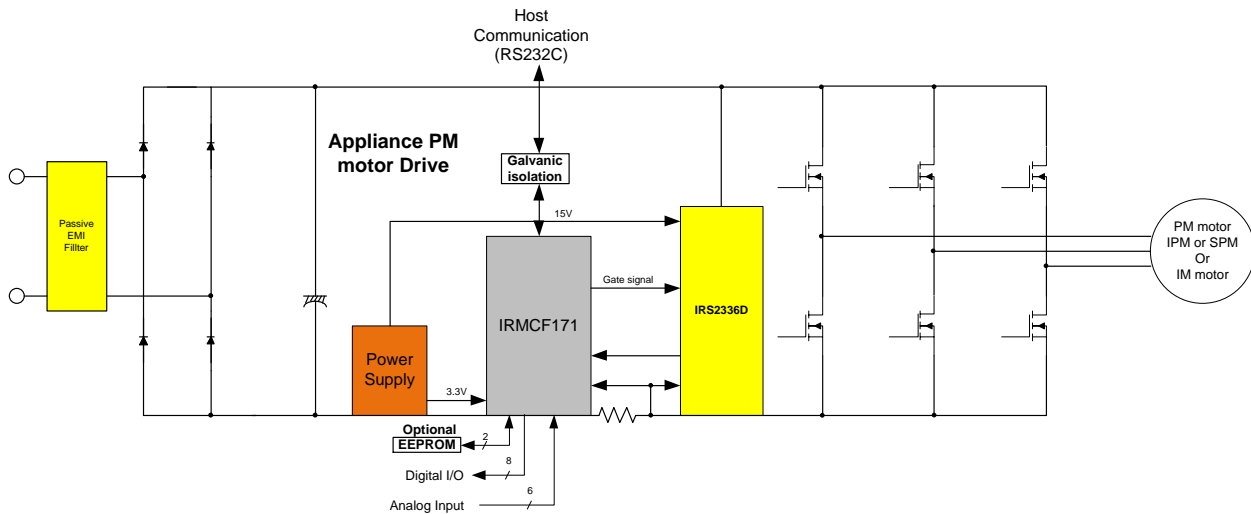 Host
Communication
(RS232C)
Appliance PM
motor Drive
Galvanic
isolation
15V
Passive
EMI
Fillter
Gate signal
IRMCF171
IRS2336D
PM motor
IPM or SPM
Or
IM motor
Power
Supply
3.3V
Optional
EEPROM
2
Digital I/O
8
Analog Input
6